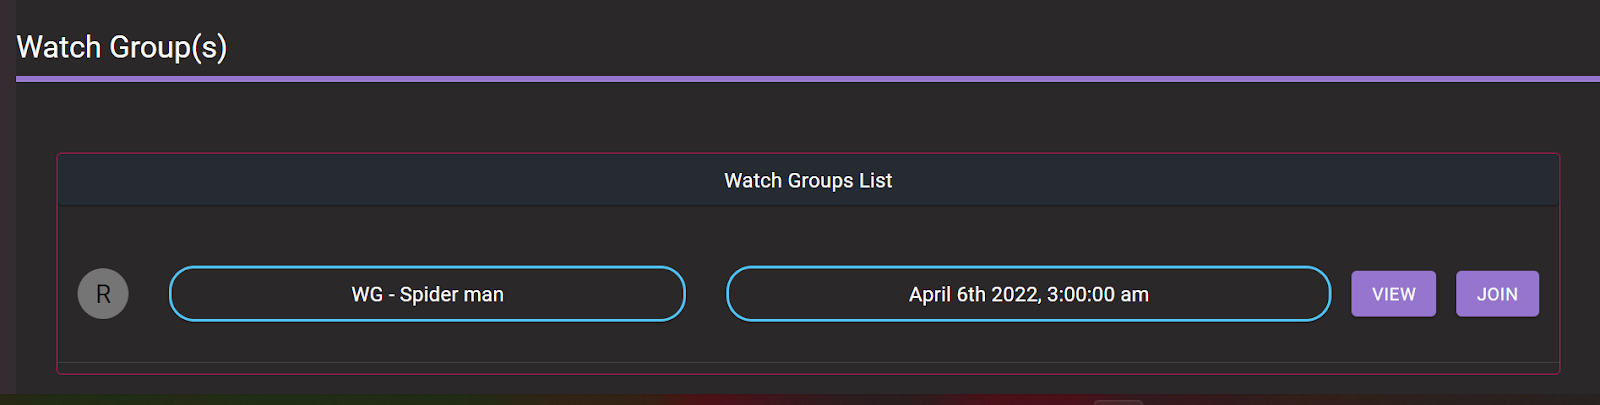 Watch Group(s)
Watch Groups List
R
WG - Spider man
April 6th 2022, 3:00:00 am
VIEW
JOIN